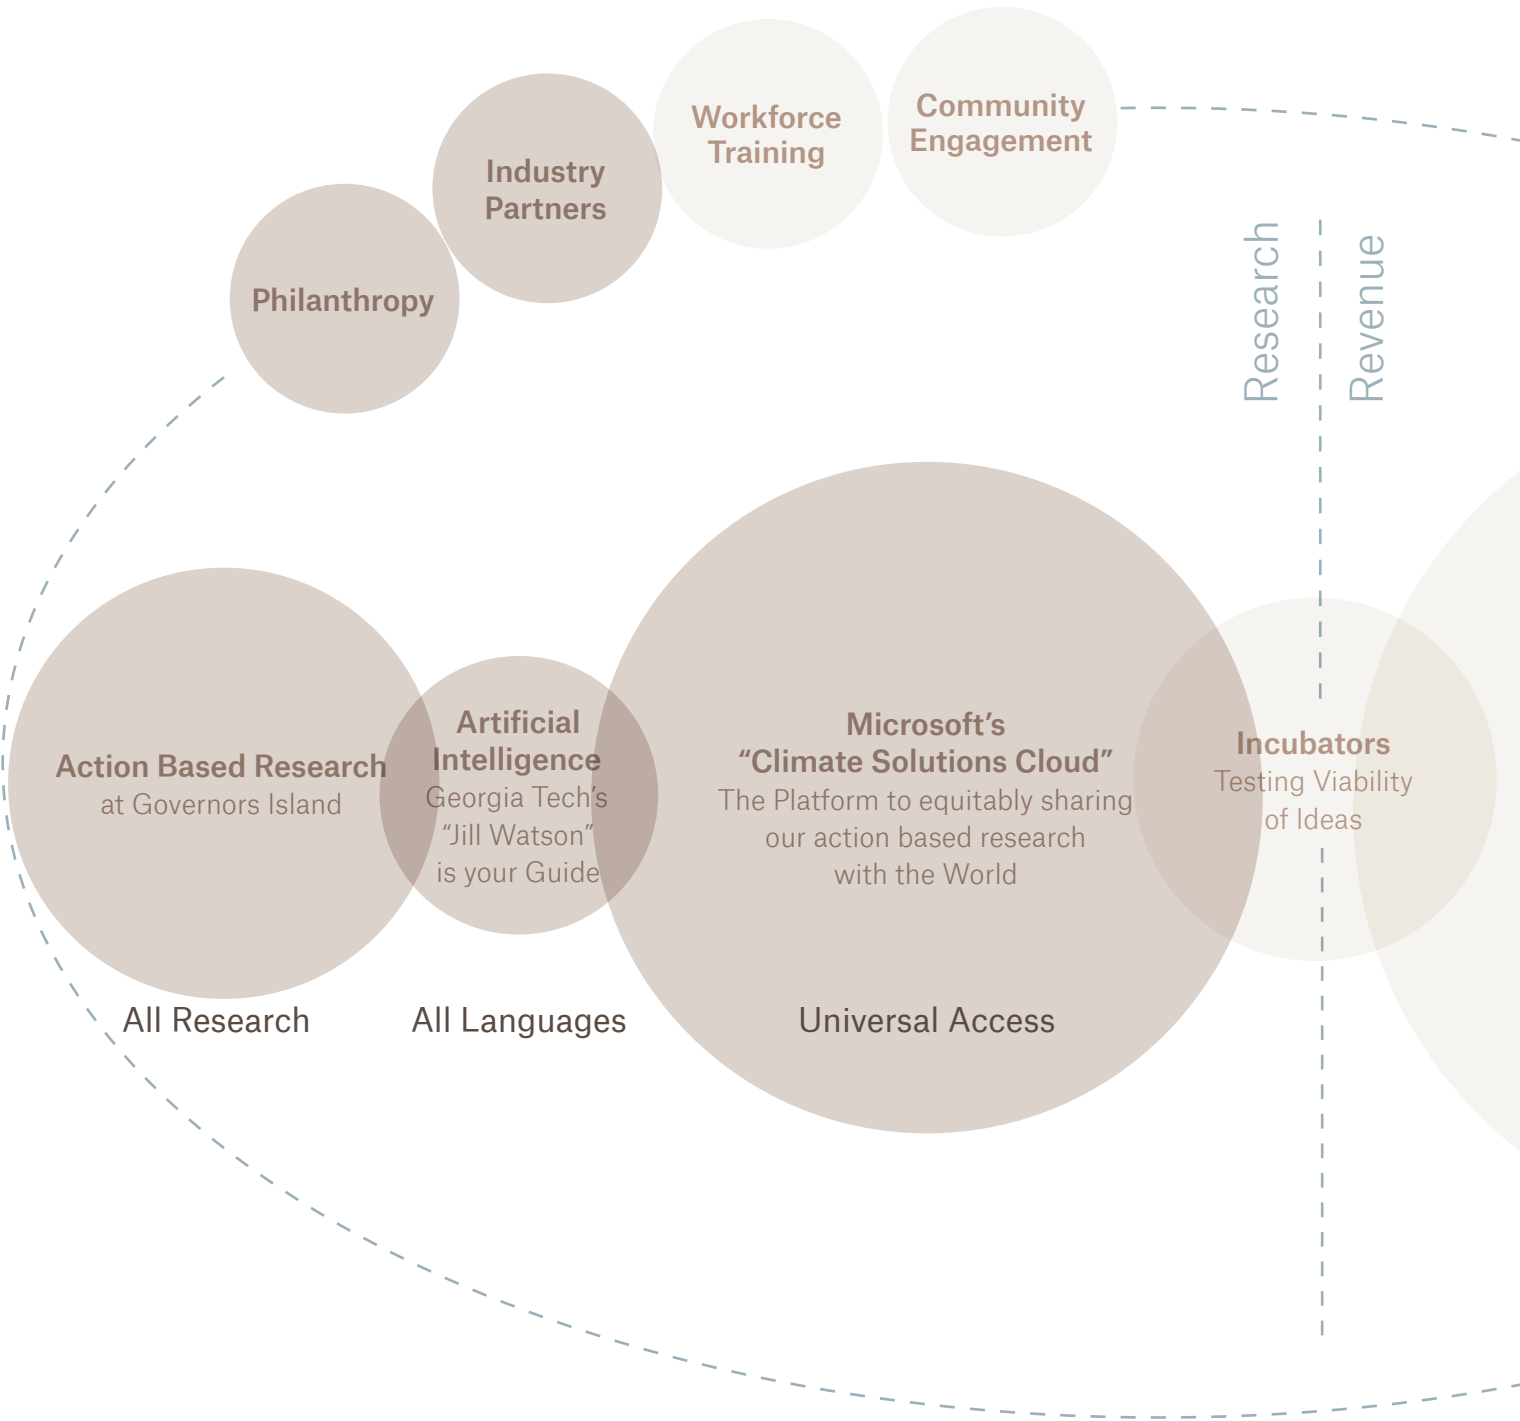 Workforce
Training
Community
Engagement
Industry
Partners
Philanthropy
Research
Revenue
Action Based Research
at Governors Island
Artificial
Intelligence
Georgia Tech’s
“Jill Watson”
is your Guide
Microsoft’s
“Climate Solutions Cloud”
The Platform to equitably sharing
our action based research
with the World
Incubators
Testing Viability
of Ideas
All Research
All Languages
Universal Access